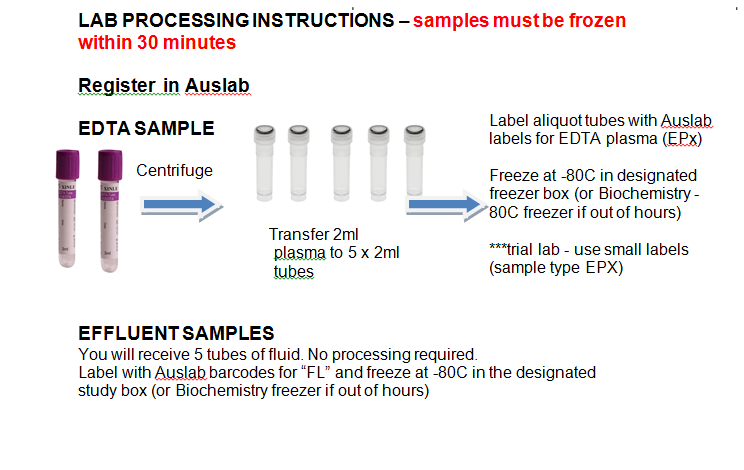 LAB PROCESSING INSTRUCTIONS – samples must be frozen
within 30 minutes
Register in Auslab
EDTA SAMPLE
Centrifuge
Transfer 2ml
plasma to 5 x 2ml
tubes
Label aliquot tubes with Auslab
labels for EDTA plasma (EPx)
Freeze at -80C in designated
freezer box (or Biochemistry -
80C freezer if out of hours)
***trial lab - use small labels
(sample type EPX)
EFFLUENT SAMPLES
You will receive 5 tubes of fluid. No processing required.
Label with Auslab barcodes for “FL” and freeze at -80C in the designated
study box (or Biochemistry freezer if out of hours)